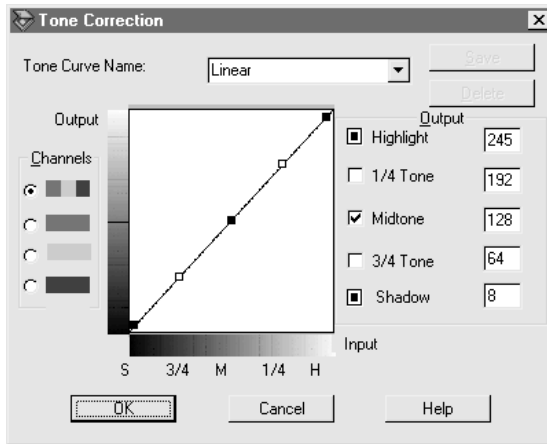 Tone Correction
Tone Curve Name:
Linear
Save
Delete
Output
Output
Channels
Highlight 245
1/4 Tone 192
Midtone 128
3/4 Tone 64
Shadow 8
Input
S 3/4 M 1/4 H
OK
Cancel
Help